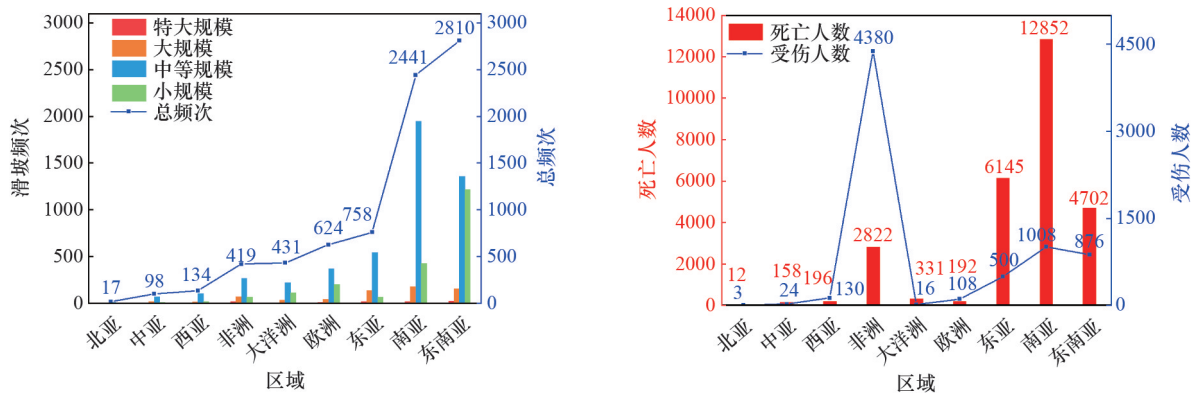 特大规模
大规模
中等规模
小规模
总频次
滑坡频次
3000
2500
2000
1500
1000
500
0
17
98
134
419
431
624
758
2441
2810
3000
2500
2000
1500
1000
500
0
总频次
北亚
中亚
西亚
非洲
大洋洲
欧洲
东亚
南亚
东南亚
区域
死亡人数
受伤人数
死亡人数
14000
12000
10000
8000
6000
4000
2000
0
12
3
158
24
196
130
2822
4380
331
16
192
108
6145
500
12852
1008
4702
876
4500
3000
1500
0
受伤人数
北亚
中亚
西亚
非洲
大洋洲
欧洲
东亚
南亚
东南亚
区域